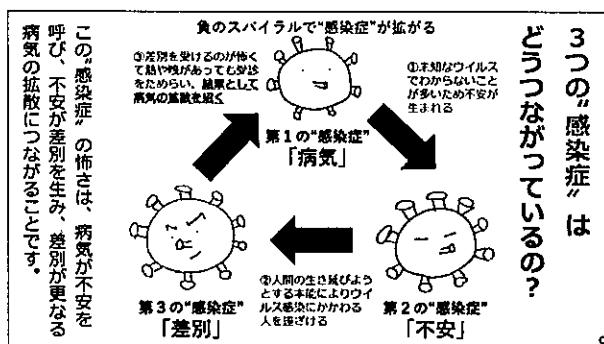 3つの“感染症”は
どうつながっているの？
負のスパイラルで“感染症”が拡がる
①未知なウイルス
でわからないこと
が多いため不安が
生まれる
第1の“感染症”
「病気」
②人間の生き延びよう
とする本能によりウイ
ルス感染にかかわる
人を遠ざける
第2の“感染症”
「不安」
③差別を受けるのが怖く
て熱や咳があっても受診
をためらい、結果として
病気の拡散を招く
第3の“感染症”
「差別」
この“感染症”の怖さは、病気が不安を
呼び、不安が差別を生み、差別が更なる
病気の拡散につながることです。